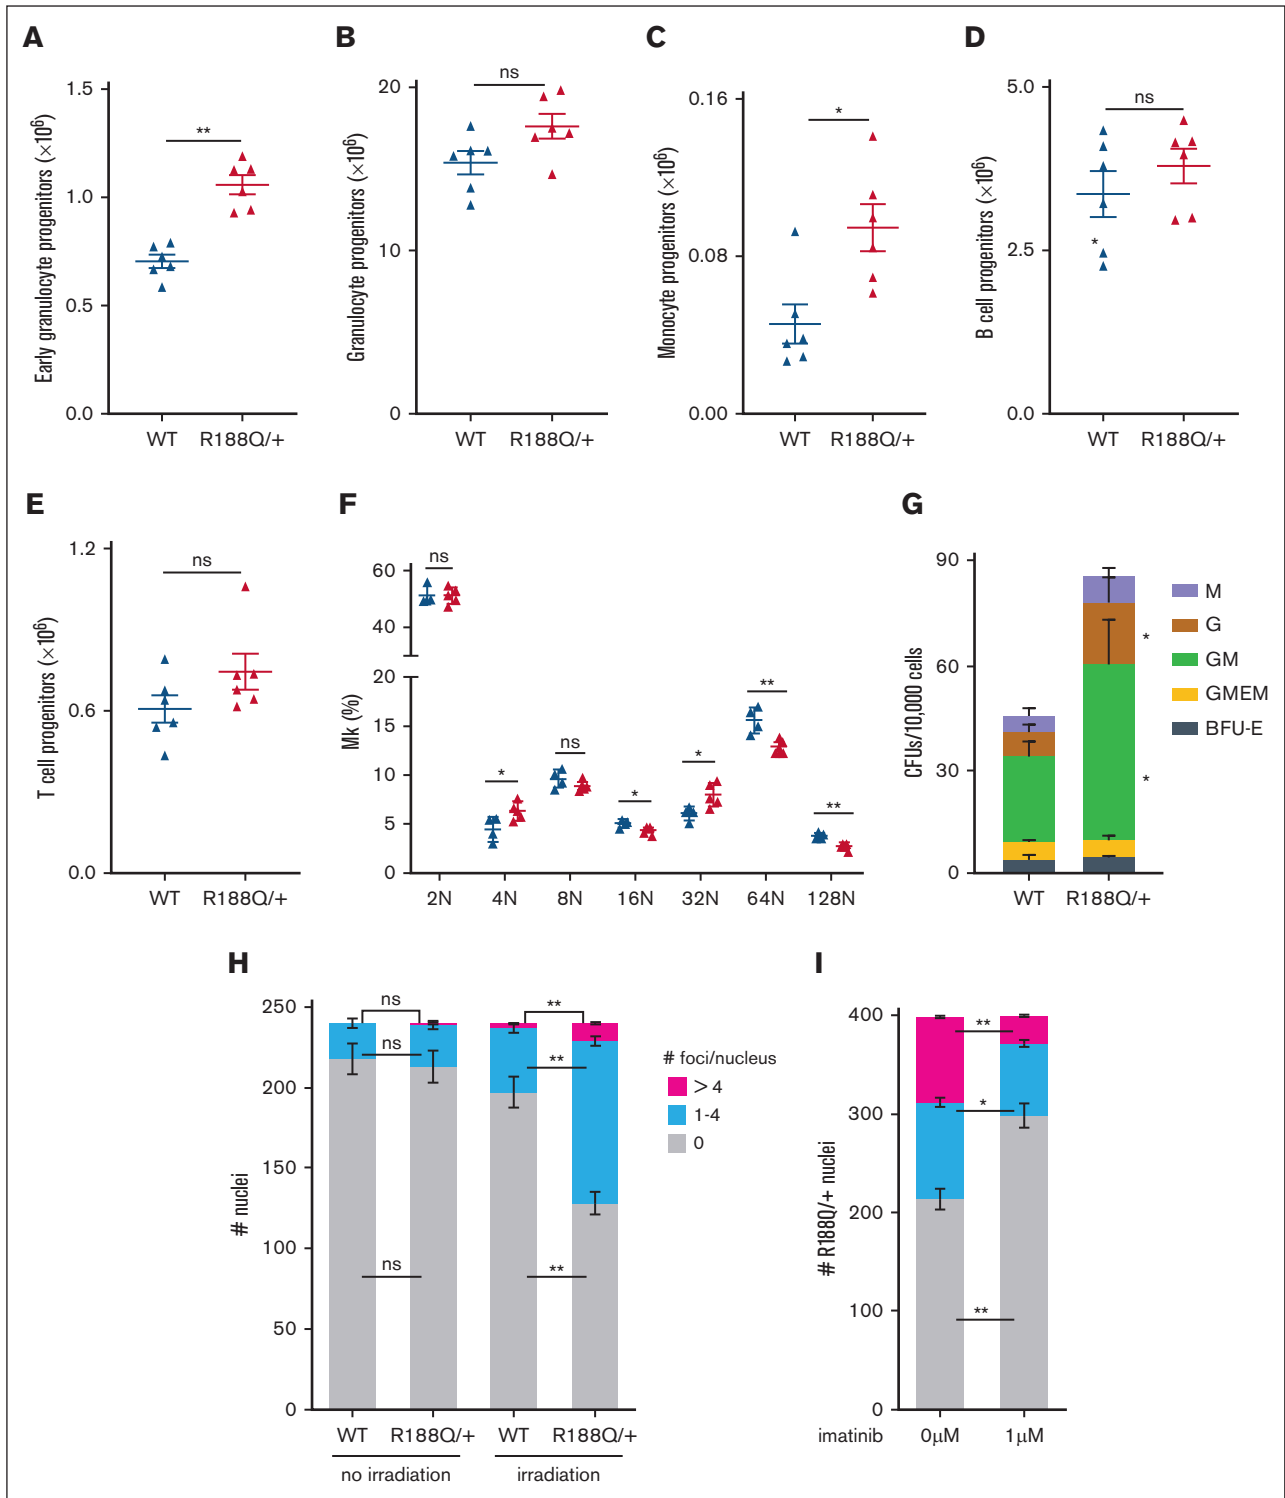 A
Early granulocyte progenitors (×10⁶)
1.5
1.0
0.5
0.0
**
WT
R188Q/+
B
Granulocyte progenitors (×10⁶)
20
10
0
ns
WT
R188Q/+
C
Monocyte progenitors (×10⁶)
0.16
0.08
0.00
*
WT
R188Q/+
D
B cell progenitors (×10⁶)
5.0
2.5
0.0
ns
*
WT
R188Q/+
E
T cell progenitors (×10⁶)
1.2
0.6
0.0
ns
WT
R188Q/+
F
Mk (%)
60
40
20
15
10
5
0
ns
*
ns
*
*
**
**
2N
4N
8N
16N
32N
64N
128N
G
CFUs/10,000 cells
90
60
30
0
*
*
WT
R188Q/+
M
G
GM
GMEM
BFU-E
H
# nuclei
250
200
150
100
50
0
ns
ns
ns
**
**
**
WT
R188Q/+
WT
R188Q/+
no irradiation
irradiation
# foci/nucleus
> 4
1-4
0
I
# R188Q/+ nuclei
400
300
200
100
0
**
*
**
imatinib
0μM
1μM